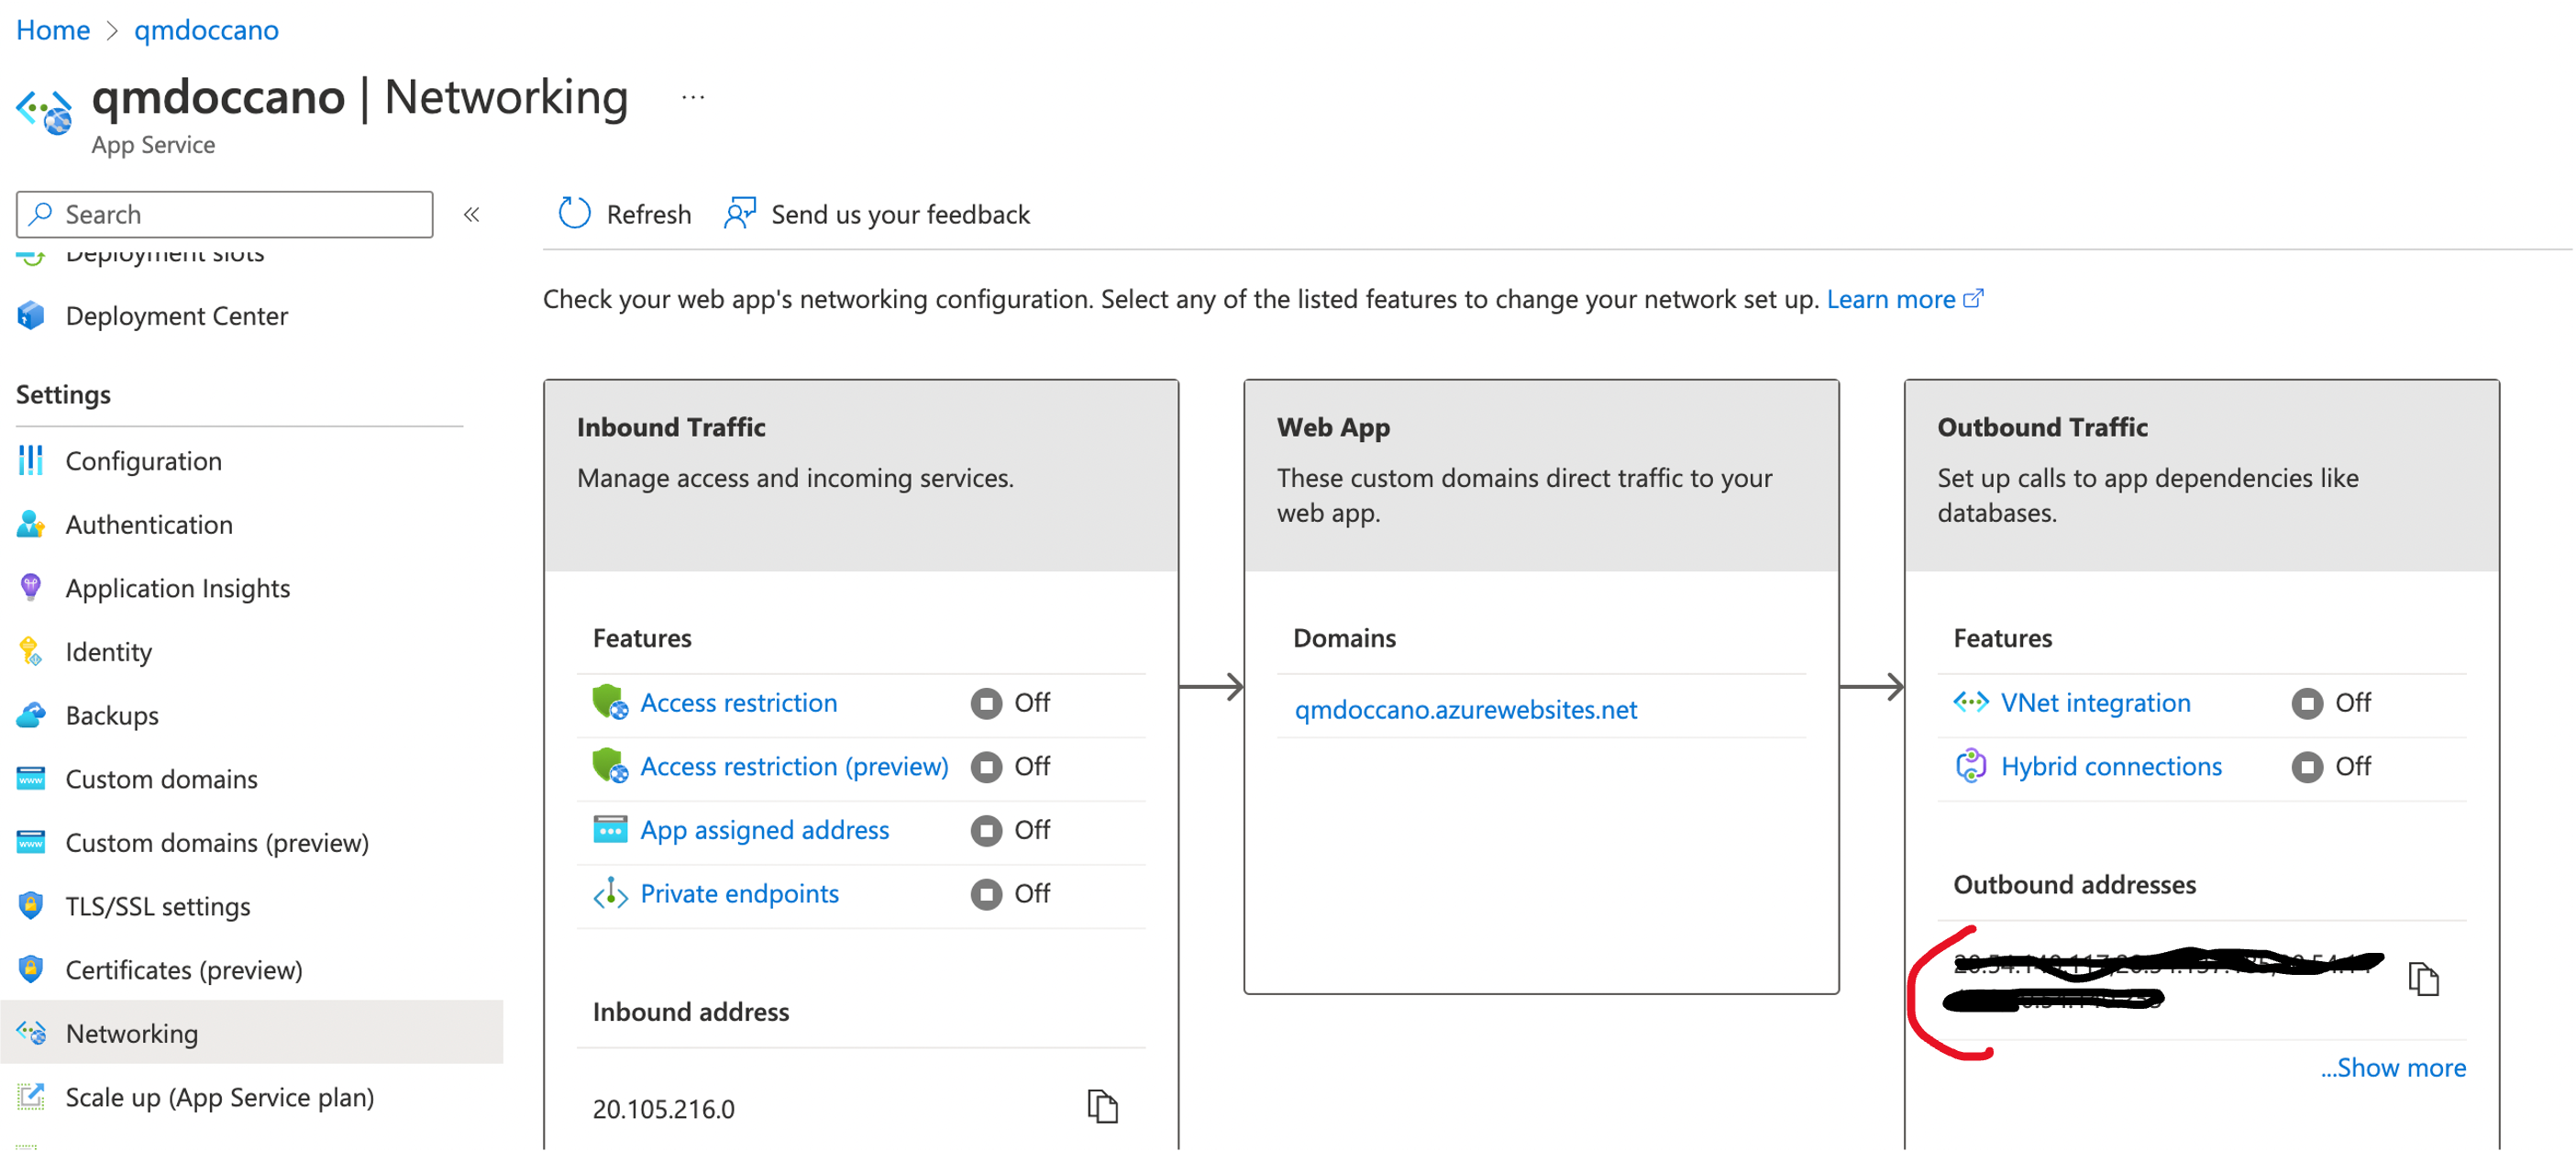 Home > qmdoccano
qmdoccano | Networking ...
App Service
Search «
Deployment slots
Deployment Center
Settings
Configuration
Authentication
Application Insights
Identity
Backups
Custom domains
Custom domains (preview)
TLS/SSL settings
Certificates (preview)
Networking
Scale up (App Service plan)
Refresh Send us your feedback
Check your web app's networking configuration. Select any of the listed features to change your network set up. Learn more
Inbound Traffic
Manage access and incoming services.
Features
Access restriction Off
Access restriction (preview) Off
App assigned address Off
Private endpoints Off
Inbound address
20.105.216.0
Web App
These custom domains direct traffic to your
web app.
Domains
qmdoccano.azurewebsites.net
Outbound Traffic
Set up calls to app dependencies like
databases.
Features
VNet integration Off
Hybrid connections Off
Outbound addresses
...Show more